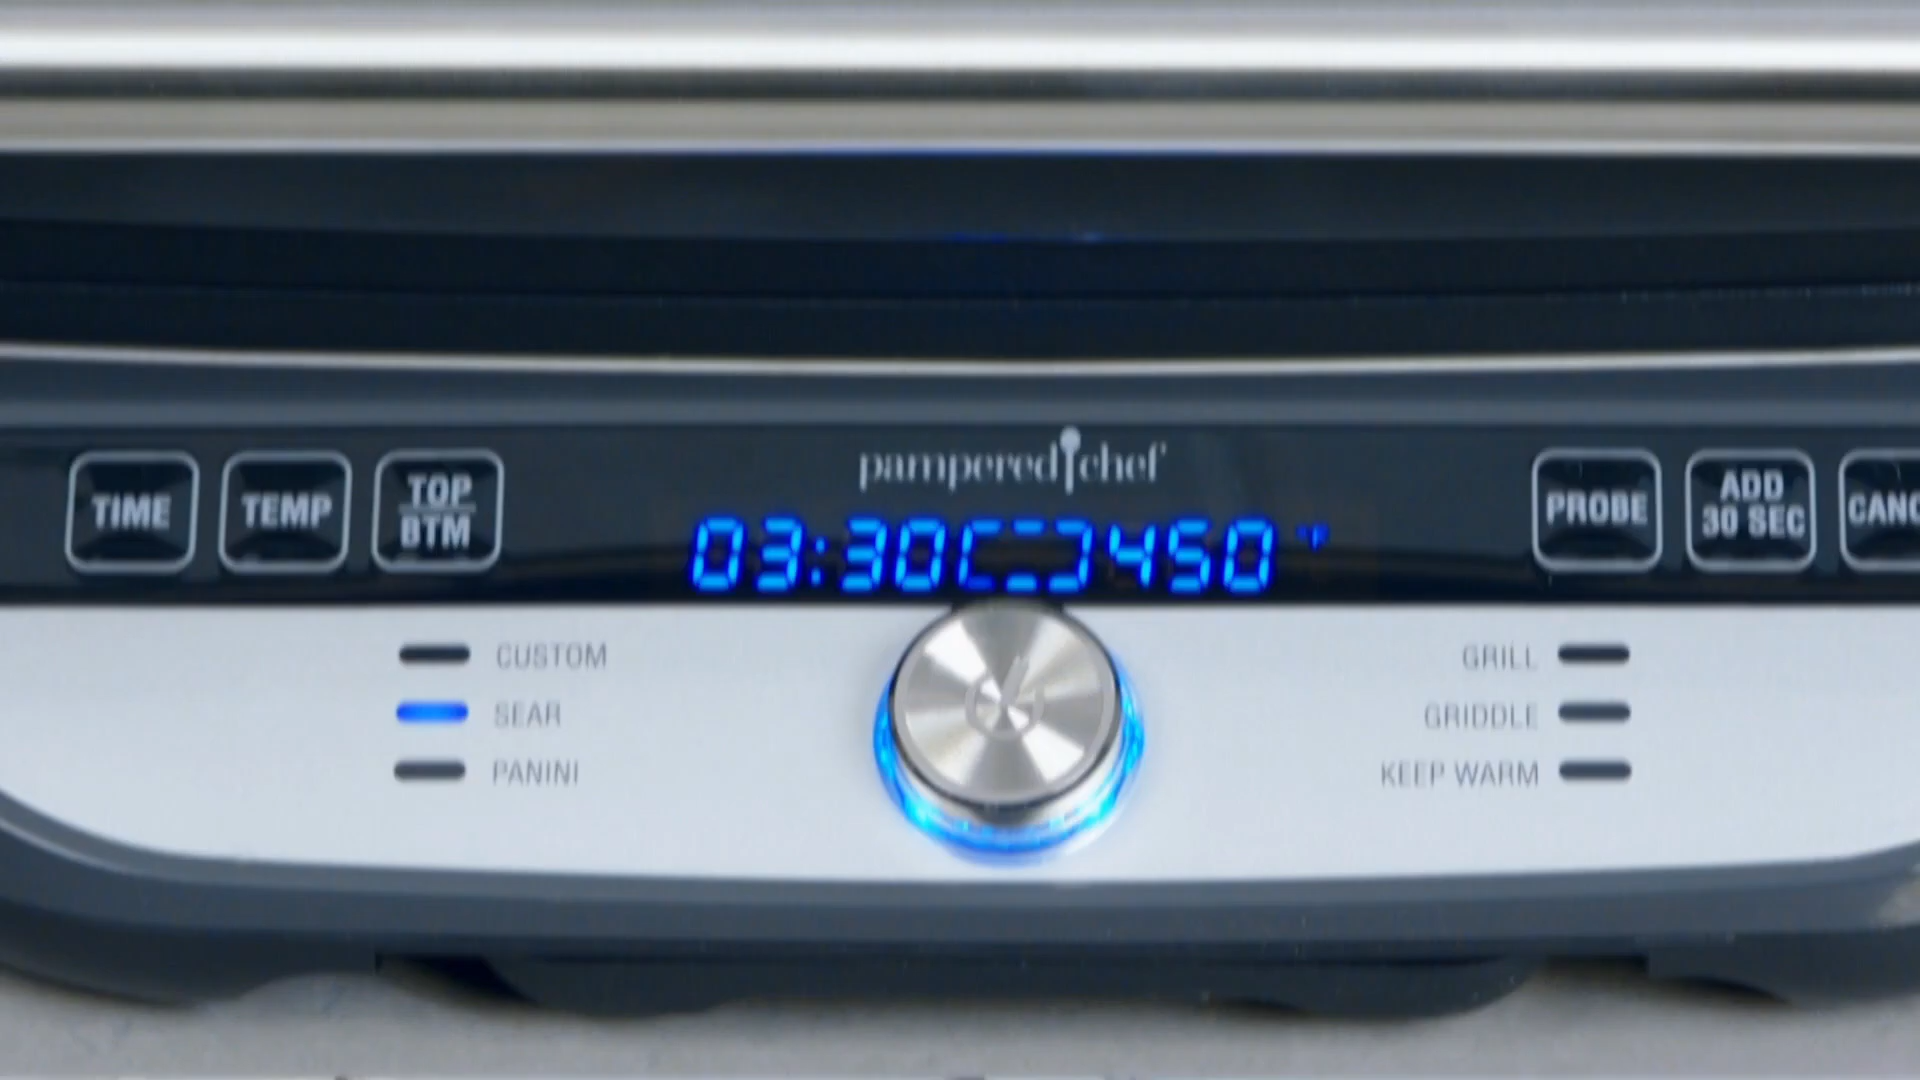 pampered chef
TIME
TEMP
TOP
BTM
03:30 450 °F
PROBE
ADD
30 SEC
CANC
CUSTOM
SEAR
PANINI
GRILL
GRIDDLE
KEEP WARM